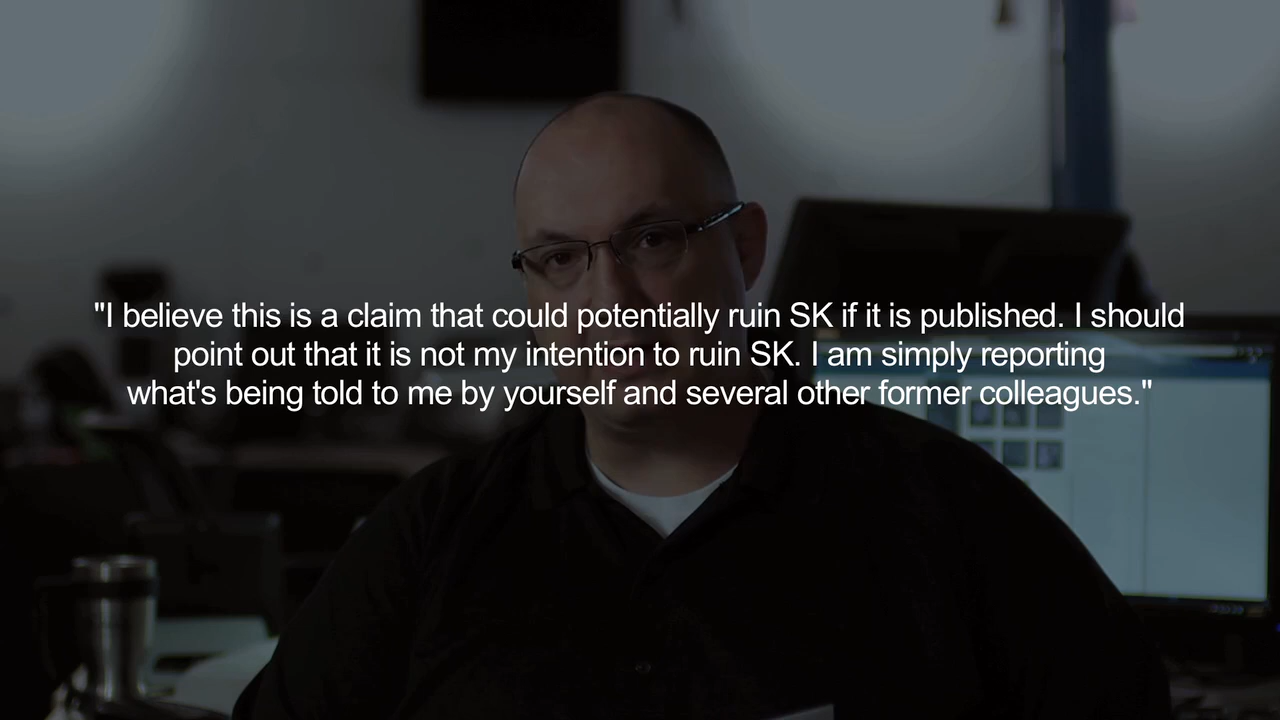 "I believe this is a claim that could potentially ruin SK if it is published. I should
point out that it is not my intention to ruin SK. I am simply reporting
what's being told to me by yourself and several other former colleagues."